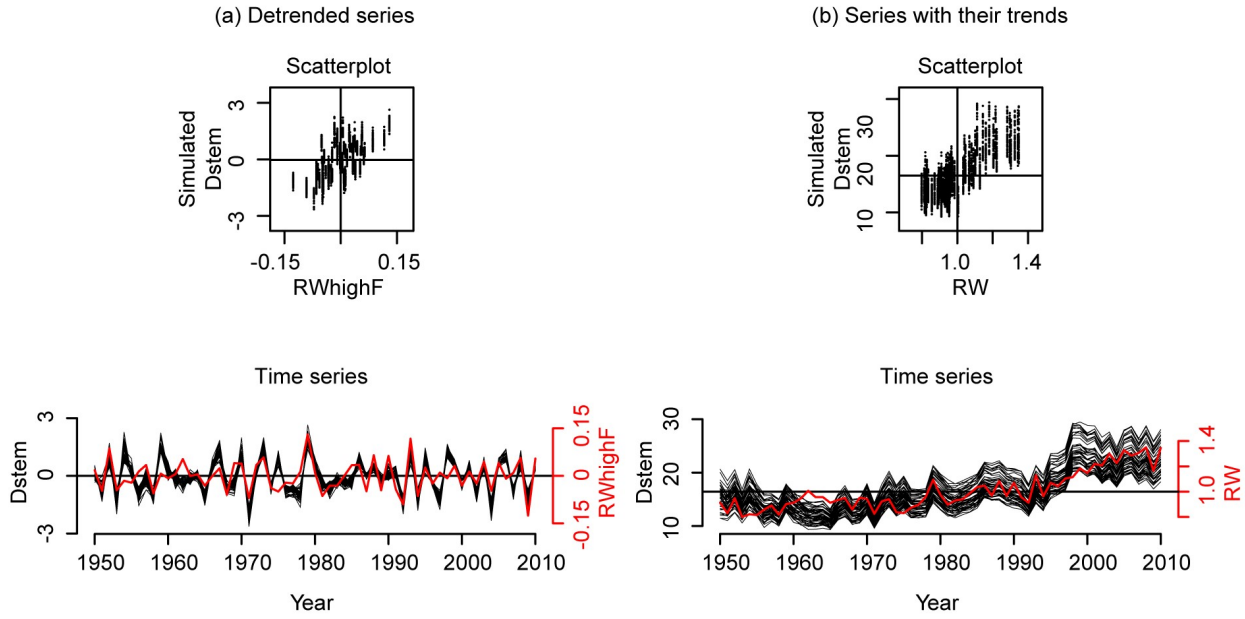 (a) Detrended series
Scatterplot
Simulated
Dstem
3
0
-3
-0.15
0.15
RWhighF
Time series
Dstem
3
0
-3
0.15
0
-0.15
RWhighF
1950
1960
1970
1980
1990
2000
2010
Year
(b) Series with their trends
Scatterplot
Simulated
Dstem
30
20
10
1.0
1.4
RW
Time series
Dstem
30
20
10
1.4
1.0
RW
1950
1960
1970
1980
1990
2000
2010
Year